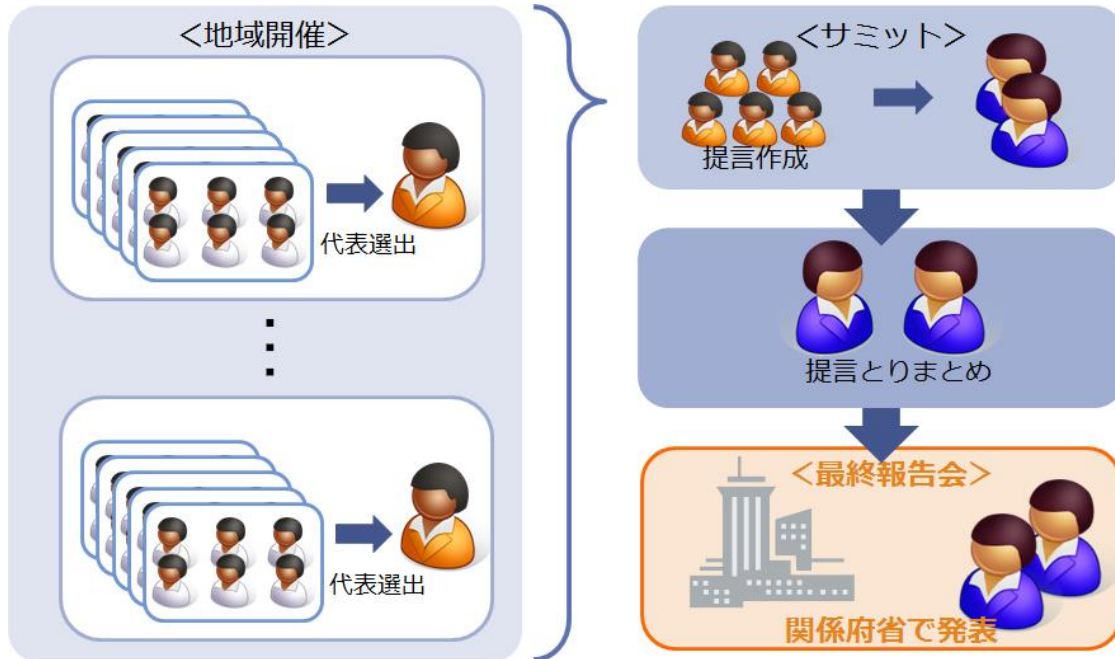 <地域開催>
代表選出
代表選出
<サミット>
提言作成
提言とりまとめ
<最終報告会>
関係府省で発表